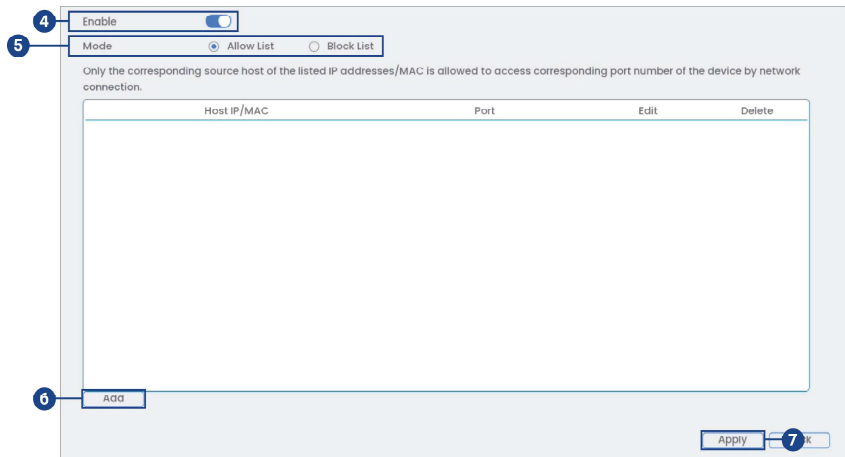 4 Enable
5 Mode Allow List Block List
Only the corresponding source host of the listed IP addresses/MAC is allowed to access corresponding port number of the device by network
connection.
Host IP/MAC Port Edit Delete
6 Add
Apply 7